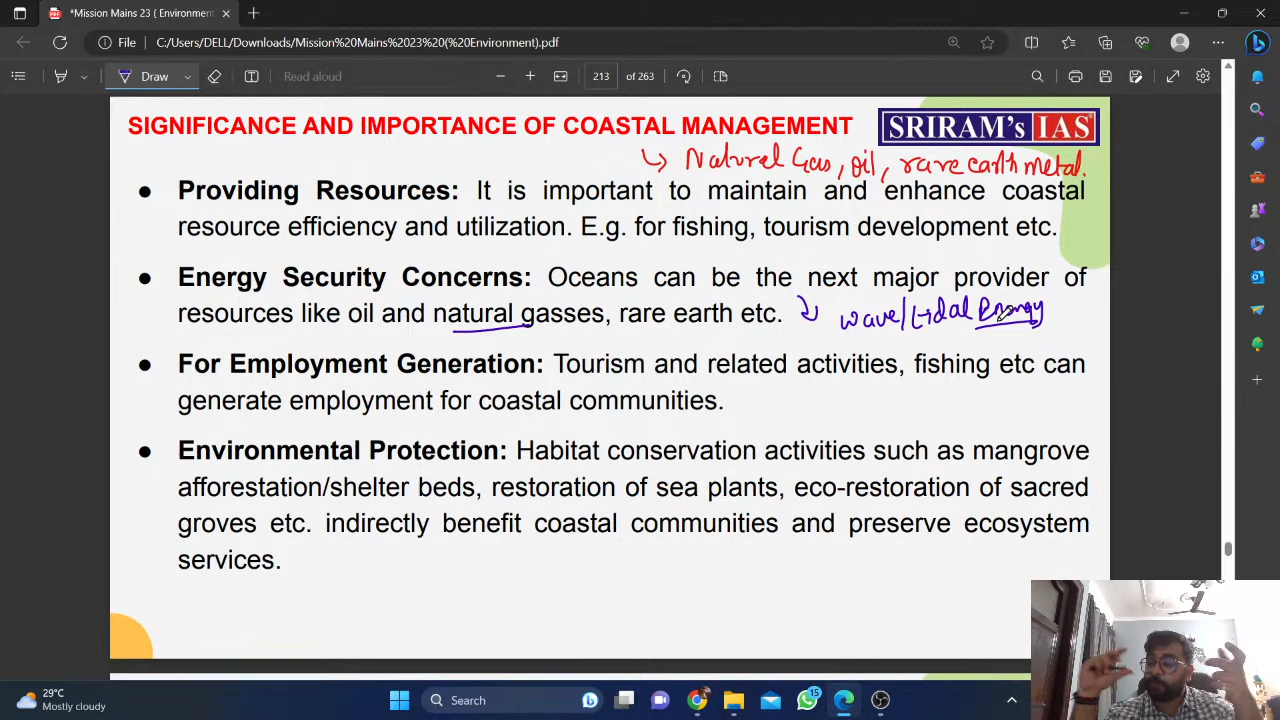 *Mission Mains 23 ( Environment
File
C:/Users/DELL/Downloads/Mission%20Mains%2023%20(%20Environment).pdf
Draw
Read aloud
213 of 263
SIGNIFICANCE AND IMPORTANCE OF COASTAL MANAGEMENT
SRIRAM's IAS
Natural Gas, oil, rare earth metal.
● Providing Resources: It is important to maintain and enhance coastal
resource efficiency and utilization. E.g. for fishing, tourism development etc.
● Energy Security Concerns: Oceans can be the next major provider of
resources like oil and natural gasses, rare earth etc.
wave/tidal Energy
● For Employment Generation: Tourism and related activities, fishing etc can
generate employment for coastal communities.
● Environmental Protection: Habitat conservation activities such as mangrove
afforestation/shelter beds, restoration of sea plants, eco-restoration of sacred
groves etc. indirectly benefit coastal communities and preserve ecosystem
services.
29°C
Mostly cloudy
Search
15